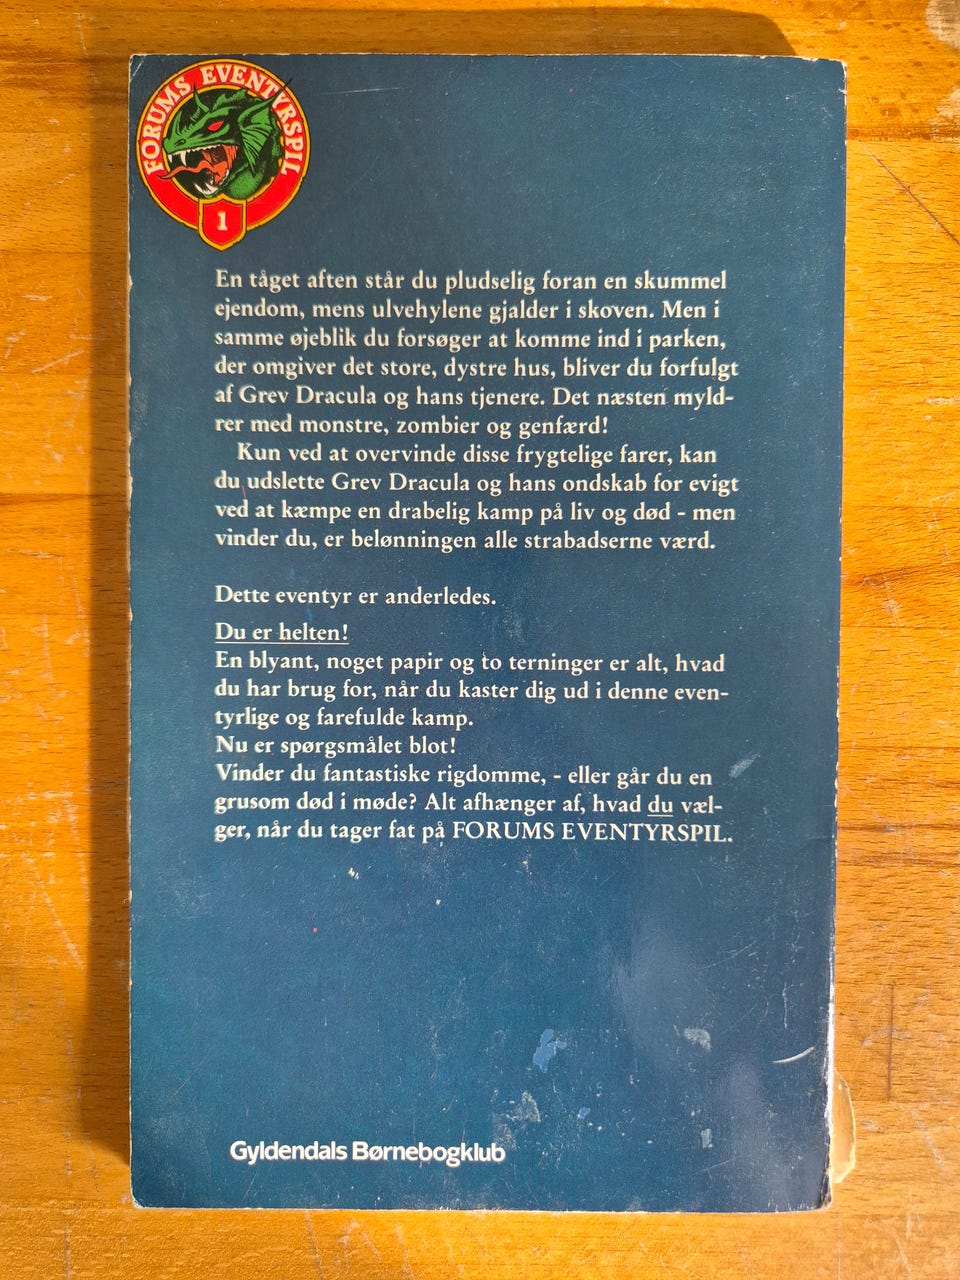 FORUMS EVENTYRSPIL
1
En tåget aften står du pludselig foran en skummel
ejendom, mens ulvehylene gjalder i skoven. Men i
samme øjeblik du forsøger at komme ind i parken,
der omgiver det store, dystre hus, bliver du forfulgt
af Grev Dracula og hans tjenere. Det næsten myld-
rer med monstre, zombier og genfærd!
Kun ved at overvinde disse frygtelige farer, kan
du udslette Grev Dracula og hans ondskab for evigt
ved at kæmpe en drabelig kamp på liv og død - men
vinder du, er belønningen alle strabadserne værd.
Dette eventyr er anderledes.
Du er helten!
En blyant, noget papir og to terninger er alt, hvad
du har brug for, når du kaster dig ud i denne even-
tyrlige og farefulde kamp.
Nu er spørgsmålet blot!
Vinder du fantastiske rigdomme, - eller går du en
grusom død i møde? Alt afhænger af, hvad du væl-
ger, når du tager fat på FORUMS EVENTYRSPIL.
Gyldendals Børnebogklub